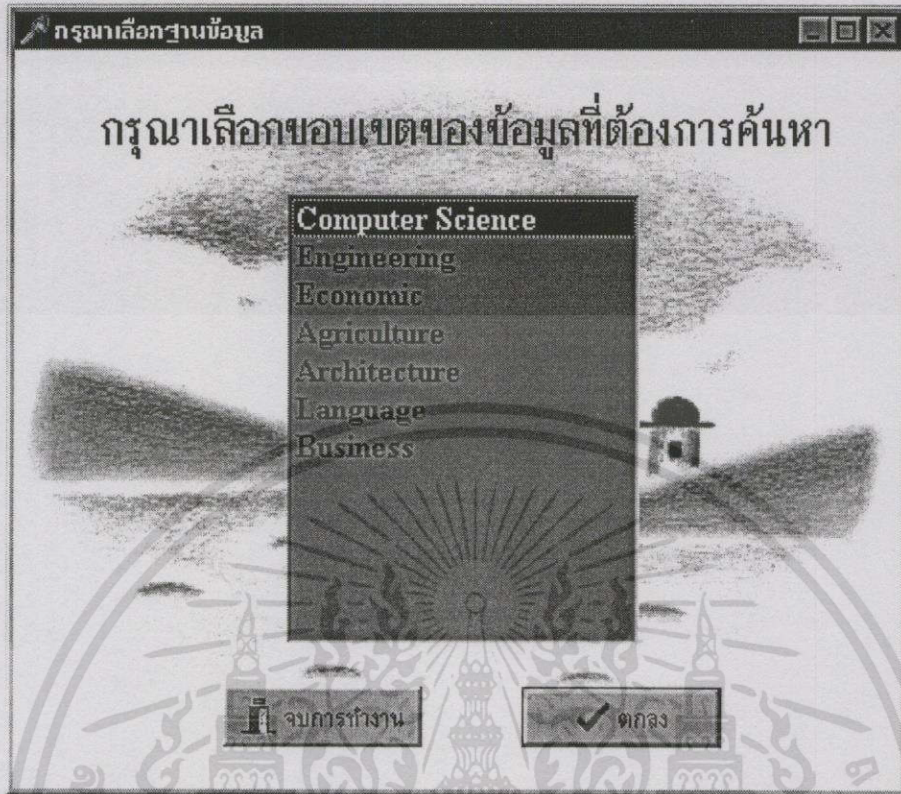 กรุณาเลือกฐานข้อมูล
กรุณาเลือกขอบเขตของข้อมูลที่ต้องการค้นหา
Computer Science
Engineering
Economic
Agriculture
Architecture
Language
Business
จบการทำงาน
ตกลง